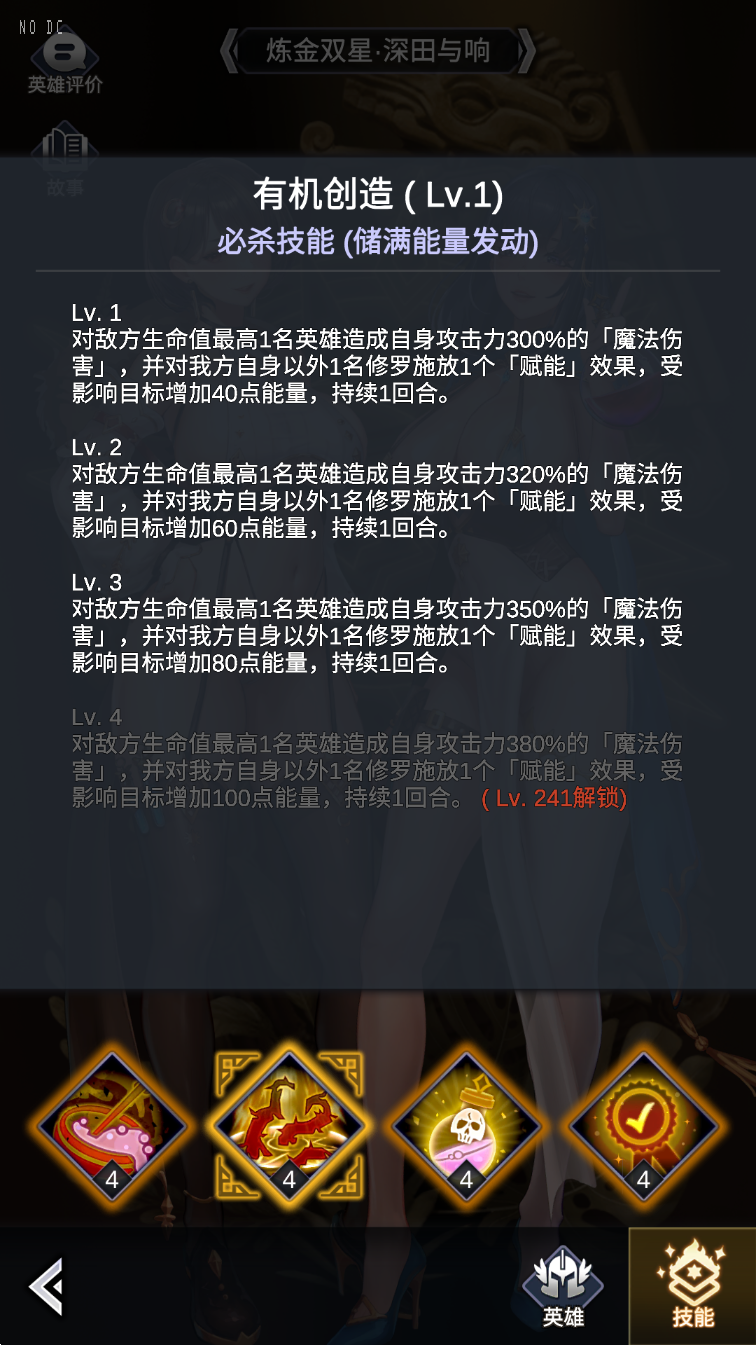 NO DC
炼金双星·深田与响
英雄评价
故事
有机创造 ( Lv.1)
必杀技能 (储满能量发动)
Lv. 1
对敌方生命值最高1名英雄造成自身攻击力300%的「魔法伤
害」，并对我方自身以外1名修罗施放1个「赋能」效果，受
影响目标增加40点能量，持续1回合。
Lv. 2
对敌方生命值最高1名英雄造成自身攻击力320%的「魔法伤
害」，并对我方自身以外1名修罗施放1个「赋能」效果，受
影响目标增加60点能量，持续1回合。
Lv. 3
对敌方生命值最高1名英雄造成自身攻击力350%的「魔法伤
害」，并对我方自身以外1名修罗施放1个「赋能」效果，受
影响目标增加80点能量，持续1回合。
Lv. 4
对敌方生命值最高1名英雄造成自身攻击力380%的「魔法伤
害」，并对我方自身以外1名修罗施放1个「赋能」效果，受
影响目标增加100点能量，持续1回合。 ( Lv. 241解锁)
4
4
4
4
英雄
技能